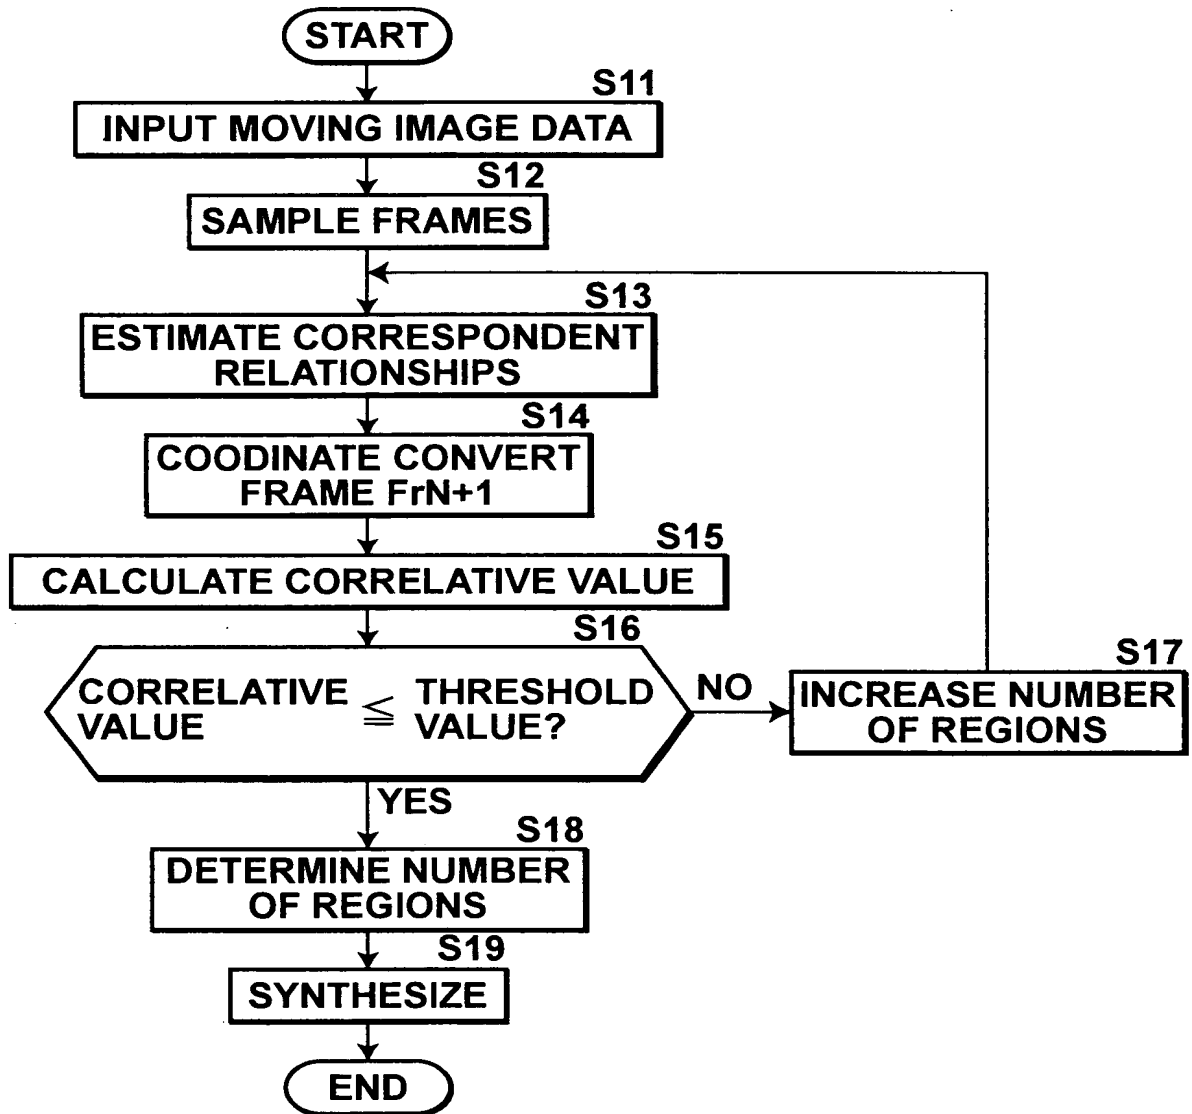 START
S11
INPUT MOVING IMAGE DATA
S12
SAMPLE FRAMES
S13
ESTIMATE CORRESPONDENT
RELATIONSHIPS
S14
COODINATE CONVERT
FRAME FrN+1
S15
CALCULATE CORRELATIVE VALUE
S16
CORRELATIVE VALUE ≦ THRESHOLD VALUE?
NO
S17
INCREASE NUMBER
OF REGIONS
YES
S18
DETERMINE NUMBER
OF REGIONS
S19
SYNTHESIZE
END